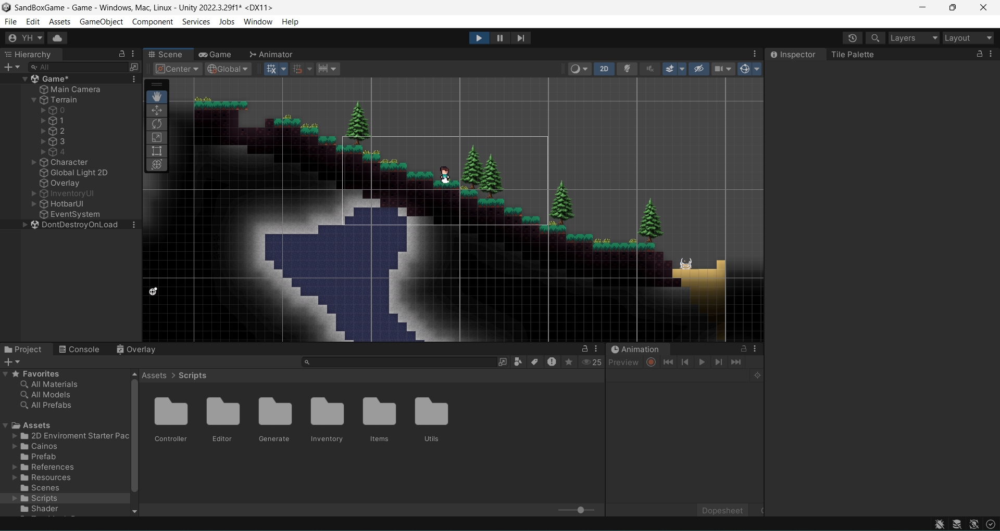 SandBoxGame - Game - Windows, Mac, Linux - Unity 2022.3.29f1* <DX11>
File Edit Assets GameObject Component Services Jobs Window Help
YH
Layers
Layout
Hierarchy
All
Game*
Main Camera
Terrain
0
1
2
3
4
Character
Global Light 2D
Overlay
InventoryUI
HotbarUI
EventSystem
DontDestroyOnLoad
Scene
Game
Animator
Center
Global
2D
Inspector
Tile Palette
Project
Console
Overlay
25
Favorites
All Materials
All Models
All Prefabs
Assets
2D Enviroment Starter Pac
Cainos
Prefab
References
Resources
Scenes
Scripts
Shader
Assets > Scripts
Controller
Editor
Generate
Inventory
Items
Utils
Animation
Preview
Dopesheet